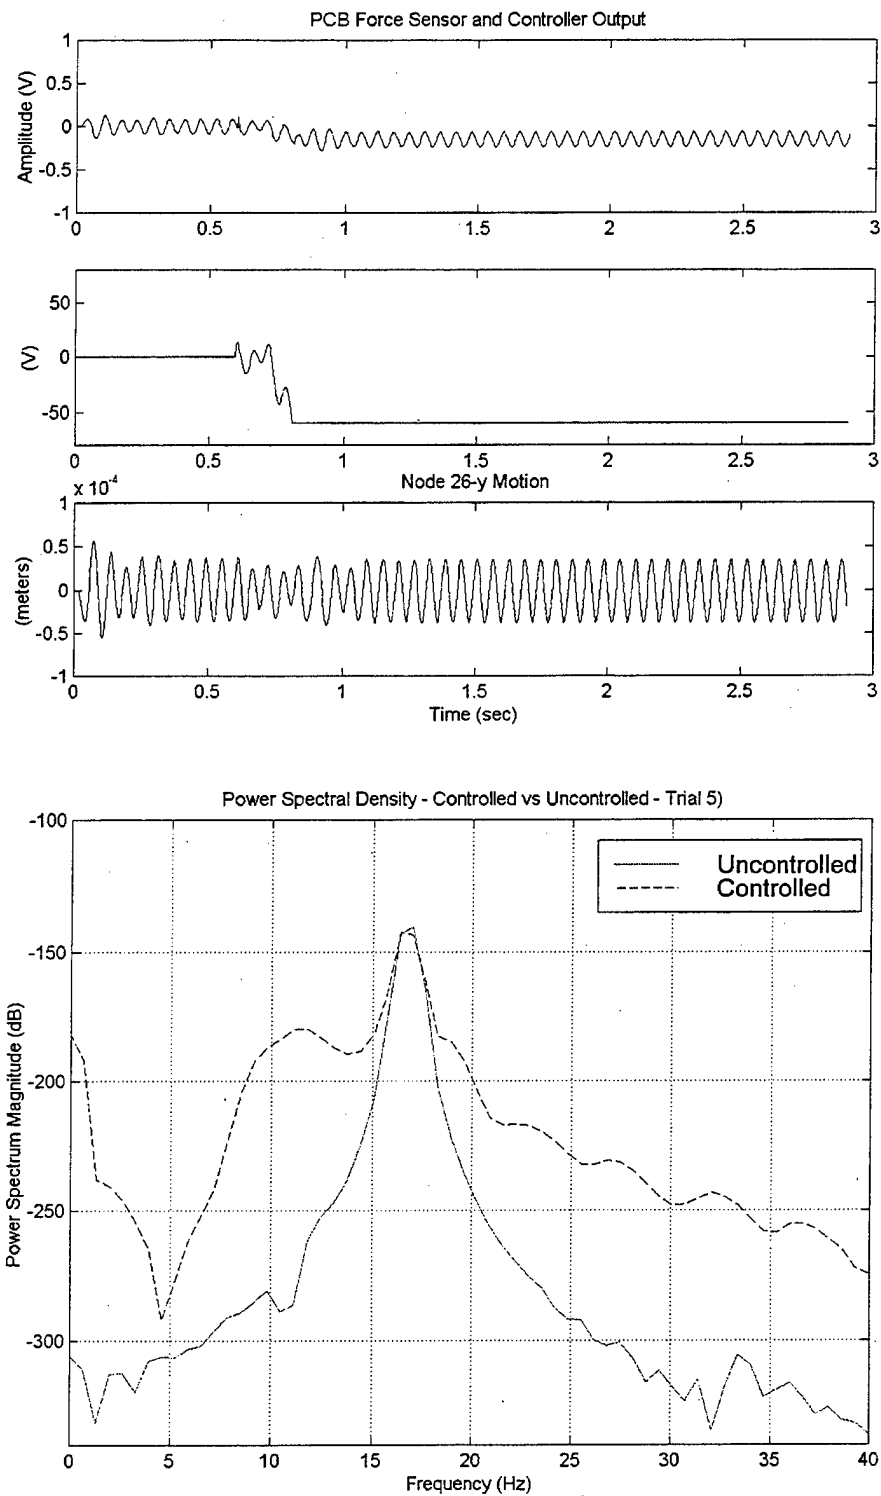 PCB Force Sensor and Controller Output
1
0.5
0
-0.5
-1
Amplitude (V)
0 0.5 1 1.5 2 2.5 3
50
0
-50
(V)
0 0.5 1 1.5 2 2.5 3
Node 26-y Motion
x 10-4
1
0.5
0
-0.5
-1
(meters)
0 0.5 1 1.5 2 2.5 3
Time (sec)
Power Spectral Density - Controlled vs Uncontrolled - Trial 5)
-100
-150
-200
-250
-300
Power Spectrum Magnitude (dB)
Uncontrolled
Controlled
0 5 10 15 20 25 30 35 40
Frequency (Hz)